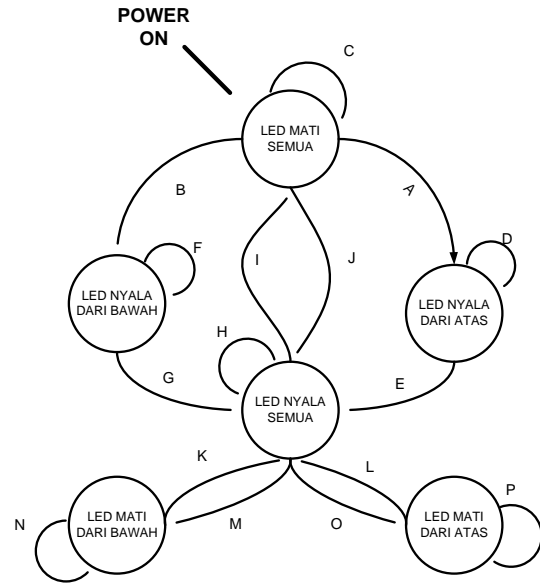 POWER
ON
C
LED MATI
SEMUA
B
A
F
I
J
D
LED NYALA
DARI BAWAH
LED NYALA
DARI ATAS
H
G
E
LED NYALA
SEMUA
K
L
N
LED MATI
DARI BAWAH
M
O
LED MATI
DARI ATAS
P